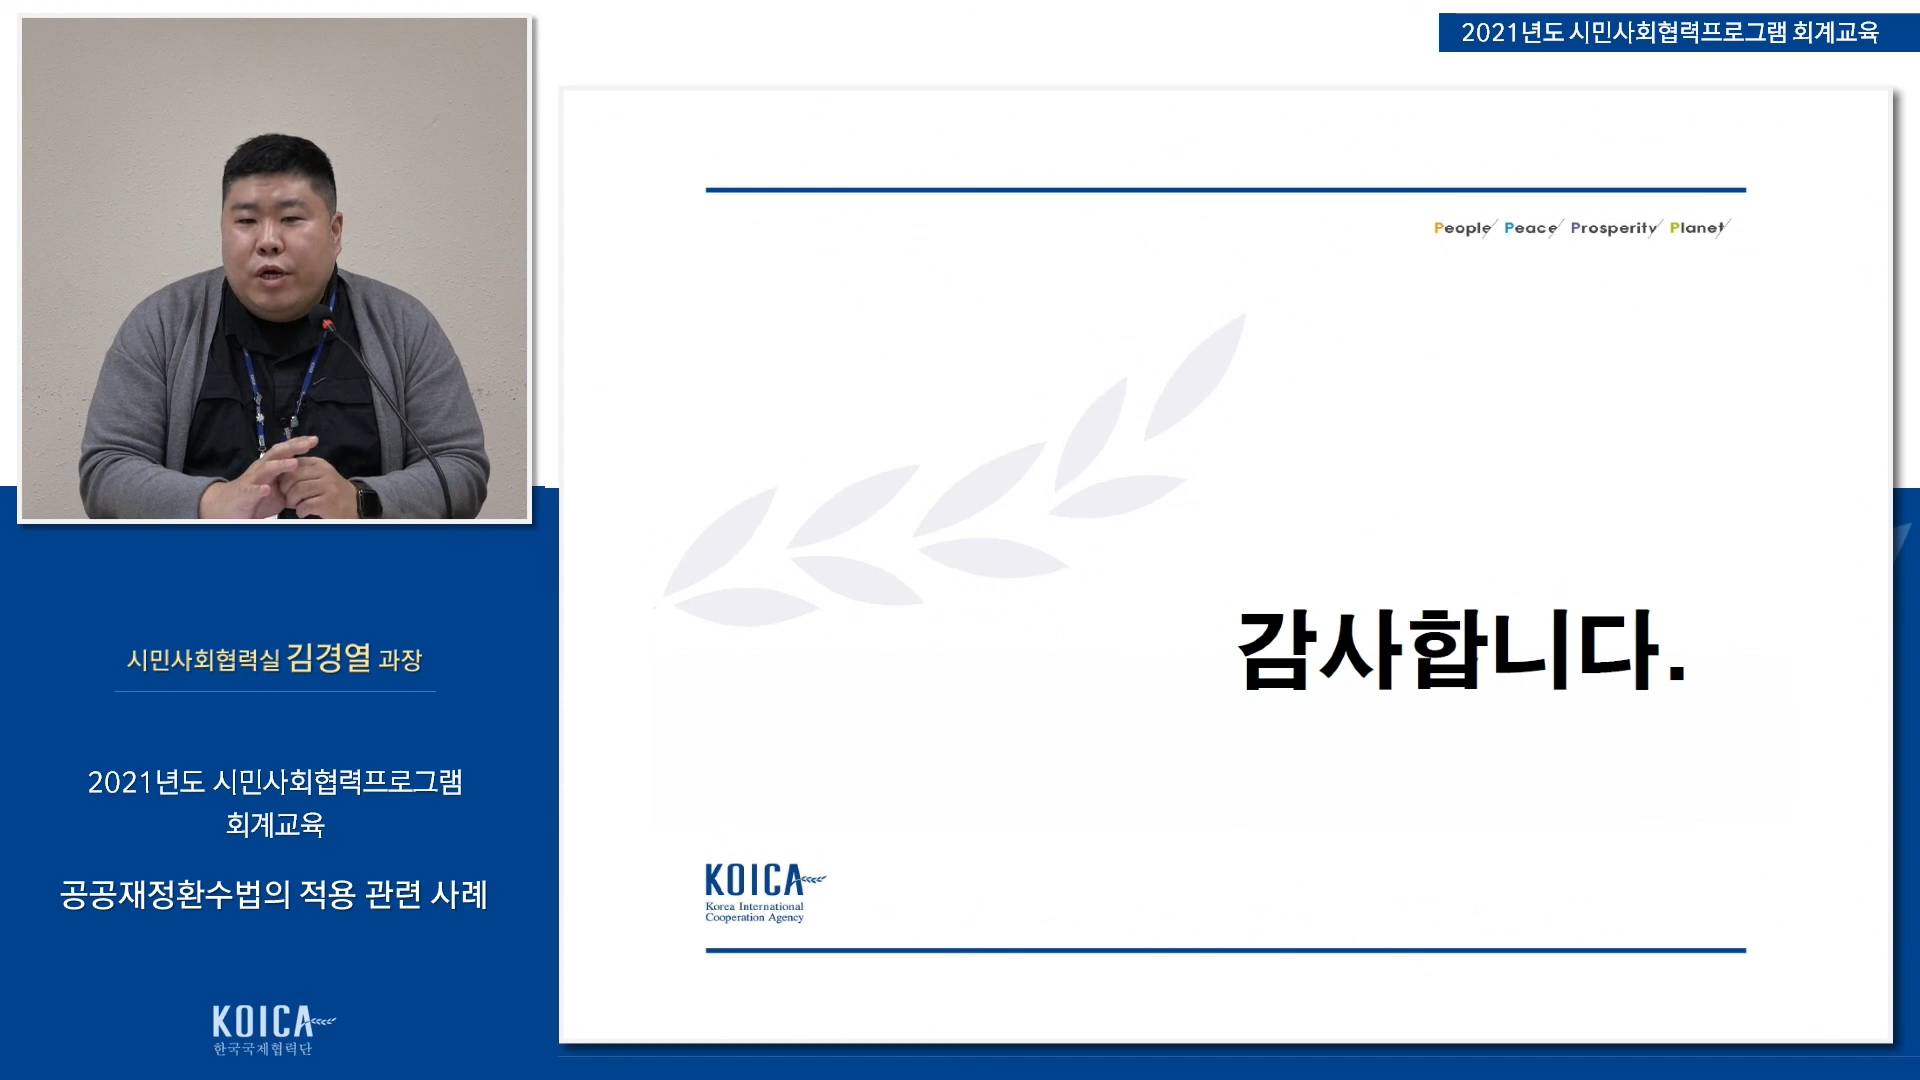 2021년도 시민사회협력프로그램 회계교육
People Peace Prosperity Planet
감사합니다.
KOICA
Korea International
Cooperation Agency
시민사회협력실 김경열 과장
2021년도 시민사회협력프로그램
회계교육
공공재정환수법의 적용 관련 사례
KOICA
한국국제협력단